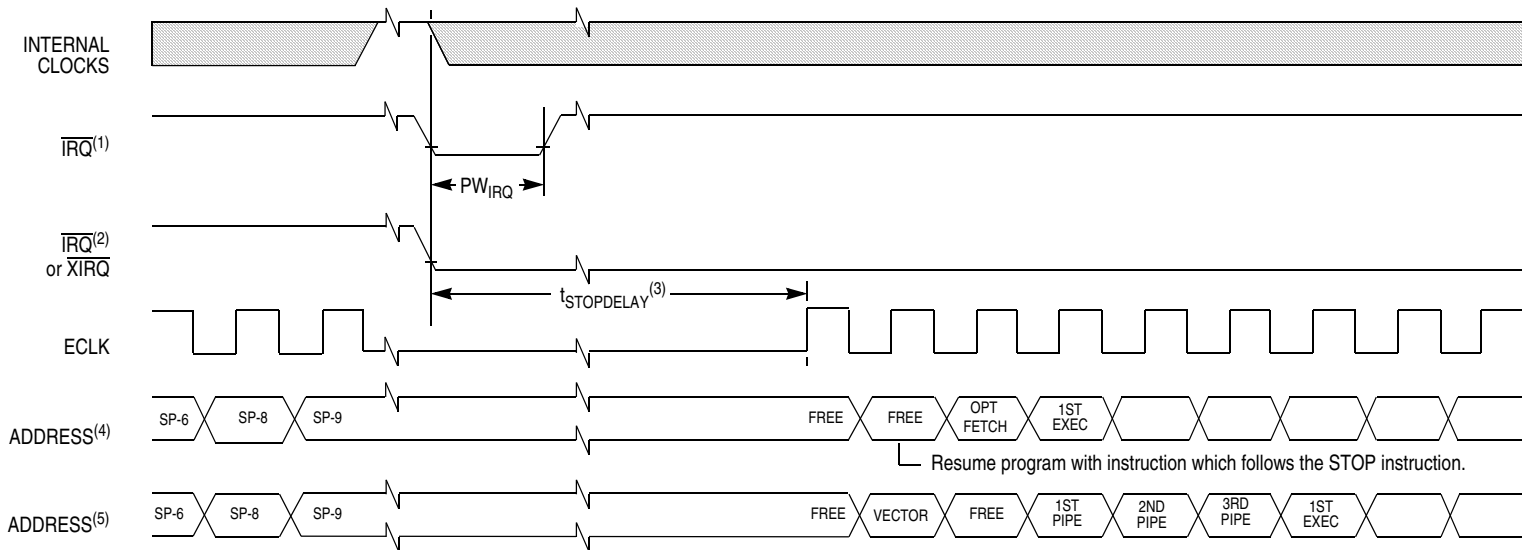 INTERNAL
CLOCKS
IRQ(1)
PWIRQ
IRQ(2)
or XIRQ
tSTOPDELAY(3)
ECLK
ADDRESS(4)
SP-6 SP-8 SP-9 FREE FREE OPT FETCH 1ST EXEC
Resume program with instruction which follows the STOP instruction.
ADDRESS(5)
SP-6 SP-8 SP-9 FREE VECTOR FREE 1ST PIPE 2ND PIPE 3RD PIPE 1ST EXEC